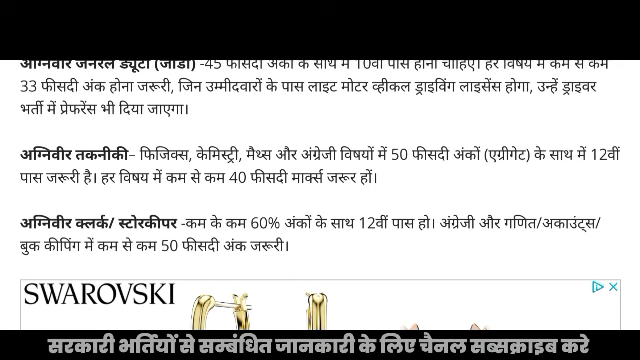 अग्निवीर जनरल ड्यूटी (जीडी) -45 फीसदी अंकों के साथ में 10वीं पास होना चाहिए। हर विषय में कम से कम
33 फीसदी अंक होना जरूरी, जिन उम्मीदवारों के पास लाइट मोटर व्हीकल ड्राइविंग लाइसेंस होगा, उन्हें ड्राइवर
भर्ती में प्रेफरेंस भी दिया जाएगा।
अग्निवीर तकनीकी– फिजिक्स, केमिस्ट्री, मैथ्स और अंग्रेजी विषयों में 50 फीसदी अंकों (एग्रीगेट) के साथ में 12वीं
पास जरूरी है। हर विषय में कम से कम 40 फीसदी मार्क्स जरूर हों।
अग्निवीर क्लर्क/ स्टोरकीपर -कम के कम 60% अंकों के साथ 12वीं पास हो। अंग्रेजी और गणित/अकाउंट्स/
बुक कीपिंग में कम से कम 50 फीसदी अंक जरूरी।
SWAROVSKI
सरकारी भर्तियों से सम्बंधित जानकारी के लिए चैनल सब्सक्राइब करे